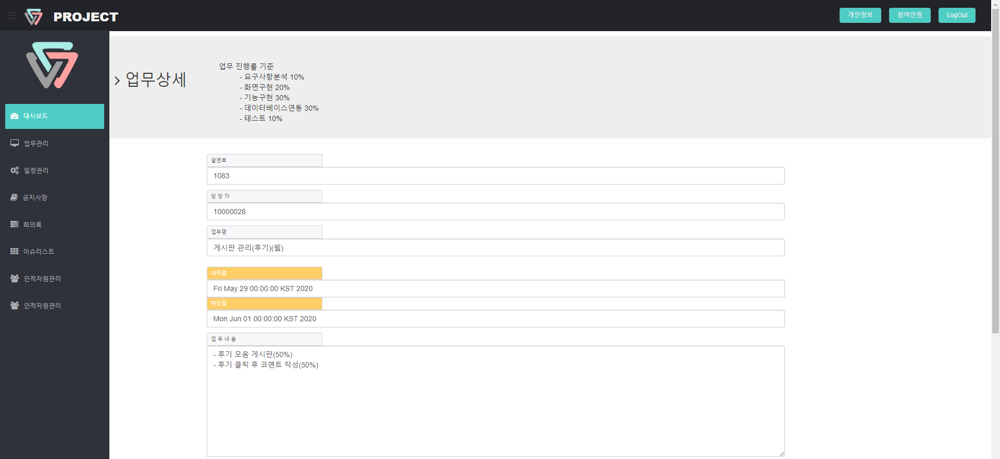 PROJECT
개인정보
참여인원
LogOut
대시보드
업무관리
일정관리
공지사항
회의록
이슈리스트
인적자원관리
인적자원관리
업무상세
업무 진행률 기준
- 요구사항분석 10%
- 화면구현 20%
- 기능구현 30%
- 데이터베이스연동 30%
- 테스트 10%
글번호
1083
담 당 자
10000028
업무명
게시판 관리(후기)(웹)
시작일
Fri May 29 00:00:00 KST 2020
마감일
Mon Jun 01 00:00:00 KST 2020
업 무 내 용
- 후기 모음 게시판(50%)
- 후기 클릭 후 코멘트 작성(50%)